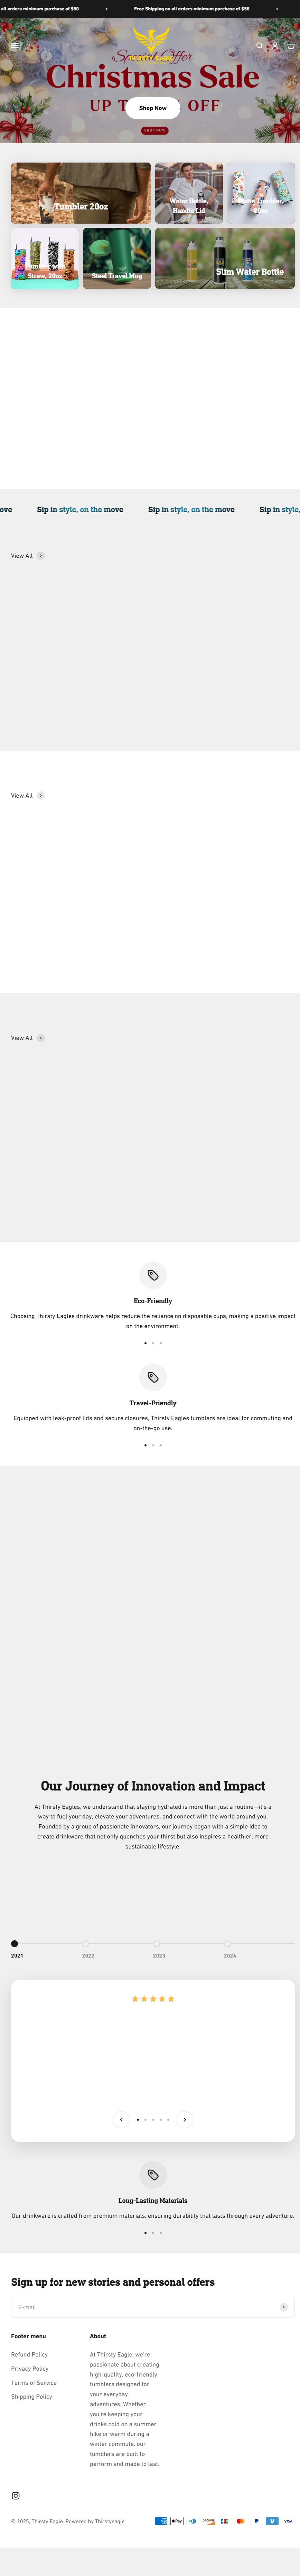 all orders minimum purchase of $50 • Free Shipping on all orders minimum purchase of $50 •
THIRSTY EAGLE
Special Offer
Christmas Sale
UP T OFF
Shop Now
SHOP NOW
Tumbler 20oz
Water Bottle,
Handle Lid
20oz
Straw, 20oz
Steel Travel Mug
Slim Water Bottle
ove Sip in style, on the move Sip in style, on the move Sip in style,
View All
View All
View All
Eco-Friendly
Choosing Thirsty Eagles drinkware helps reduce the reliance on disposable cups, making a positive impact
on the environment.
Travel-Friendly
Equipped with leak-proof lids and secure closures, Thirsty Eagles tumblers are ideal for commuting and
on-the-go use.
Our Journey of Innovation and Impact
At Thirsty Eagles, we understand that staying hydrated is more than just a routine—it's a
way to fuel your day, elevate your adventures, and connect with the world around you.
Founded by a group of passionate innovators, our journey began with a simple idea to
create drinkware that not only quenches your thirst but also inspires a healthier, more
sustainable lifestyle.
2021 2022 2023 2024
Long-Lasting Materials
Our drinkware is crafted from premium materials, ensuring durability that lasts through every adventure.
Sign up for new stories and personal offers
E-mail
Footer menu
Refund Policy
Privacy Policy
Terms of Service
Shipping Policy
About
At Thirsty Eagle, we're
passionate about creating
high-quality, eco-friendly
tumblers designed for
your everyday
adventures. Whether
you're keeping your
drinks cold on a summer
hike or warm during a
winter commute, our
tumblers are built to
perform and made to last.
© 2025, Thirsty Eagle. Powered by Thirstyeagle